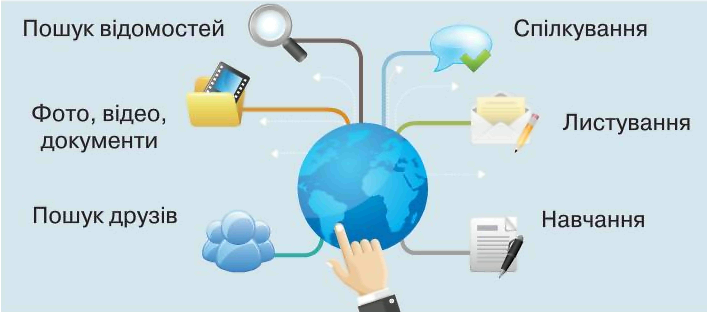 Пошук відомостей
Спілкування
Фото, відео,
документи
Листування
Пошук друзів
Навчання